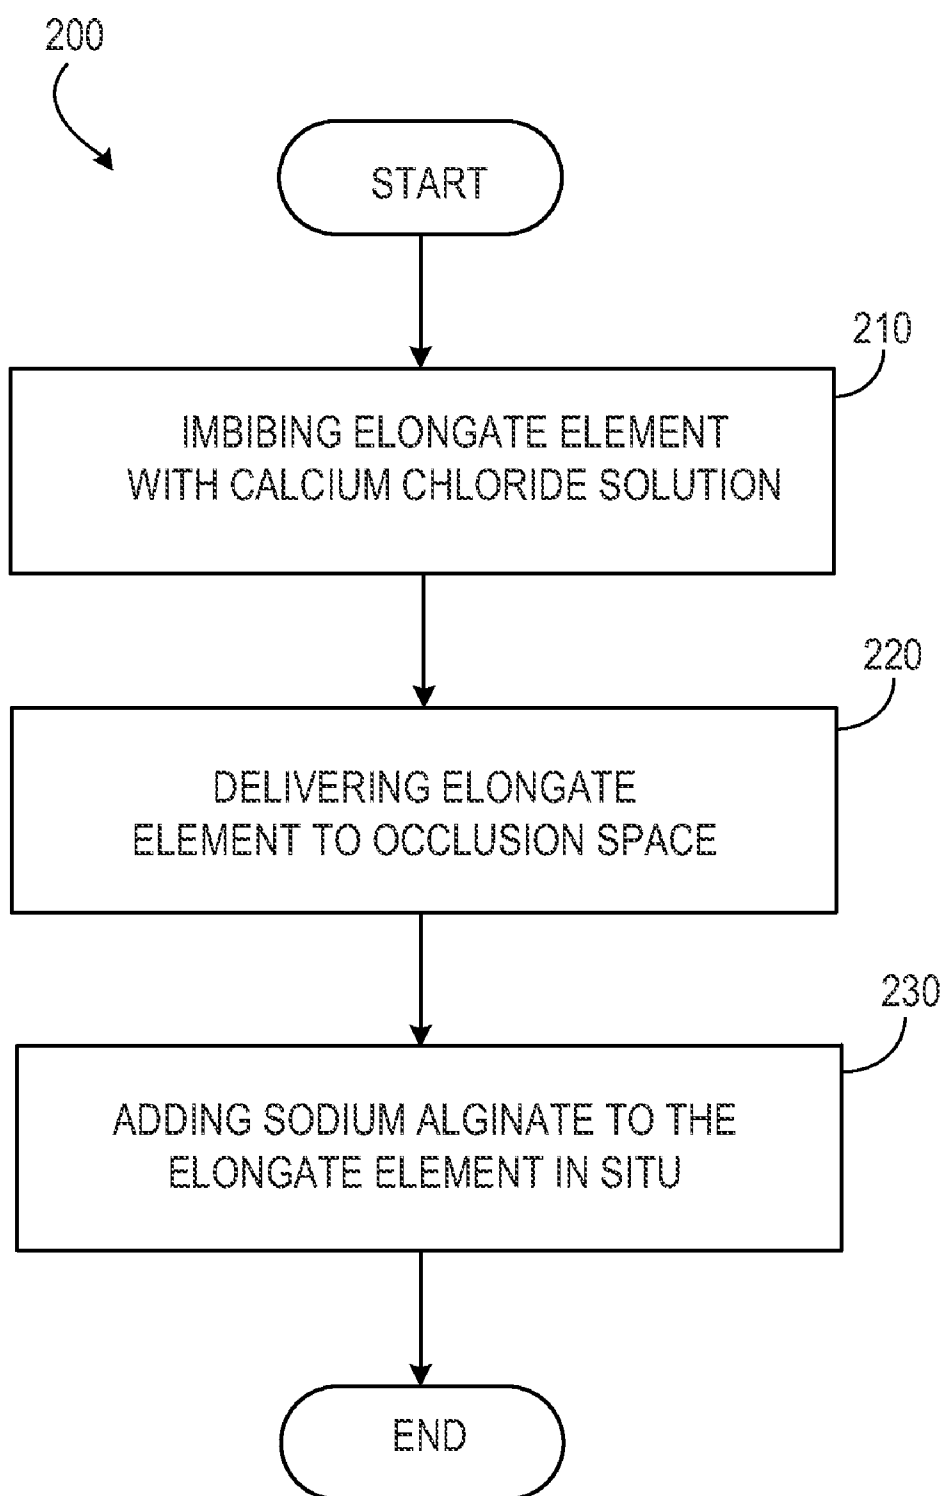 200
START
210
IMBIBING ELONGATE ELEMENT
WITH CALCIUM CHLORIDE SOLUTION
220
DELIVERING ELONGATE
ELEMENT TO OCCLUSION SPACE
230
ADDING SODIUM ALGINATE TO THE
ELONGATE ELEMENT IN SITU
END